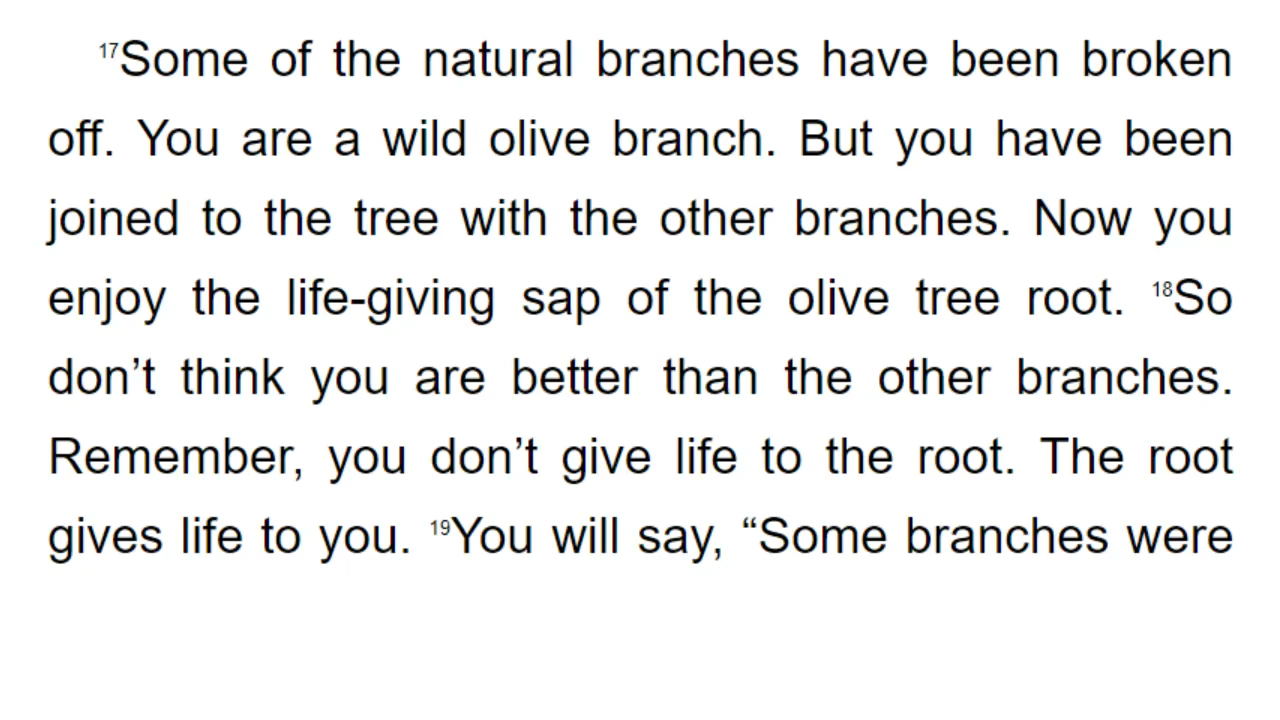 17Some of the natural branches have been broken
off. You are a wild olive branch. But you have been
joined to the tree with the other branches. Now you
enjoy the life-giving sap of the olive tree root. 18So
don’t think you are better than the other branches.
Remember, you don’t give life to the root. The root
gives life to you. 19You will say, “Some branches were